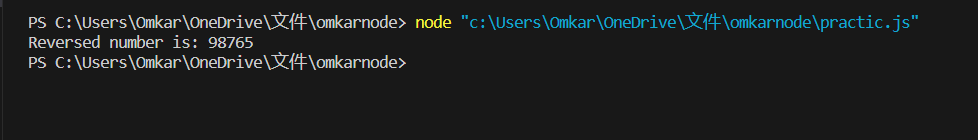 PS C:\Users\Omkar\OneDrive\文件\omkarnode> node "c:\Users\Omkar\OneDrive\文件\omkarnode\practic.js"
Reversed number is: 98765
PS C:\Users\Omkar\OneDrive\文件\omkarnode>